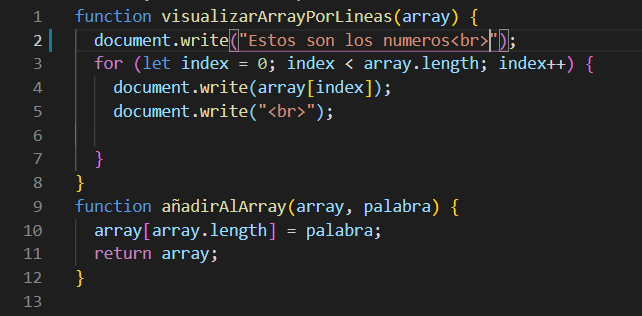 1 function visualizarArrayPorLineas(array) {
2   document.write("Estos son los numeros<br>");
3   for (let index = 0; index < array.length; index++) {
4     document.write(array[index]);
5     document.write("<br>");
6
7   }
8 }
9 function añadirAlArray(array, palabra) {
10   array[array.length] = palabra;
11   return array;
12 }
13